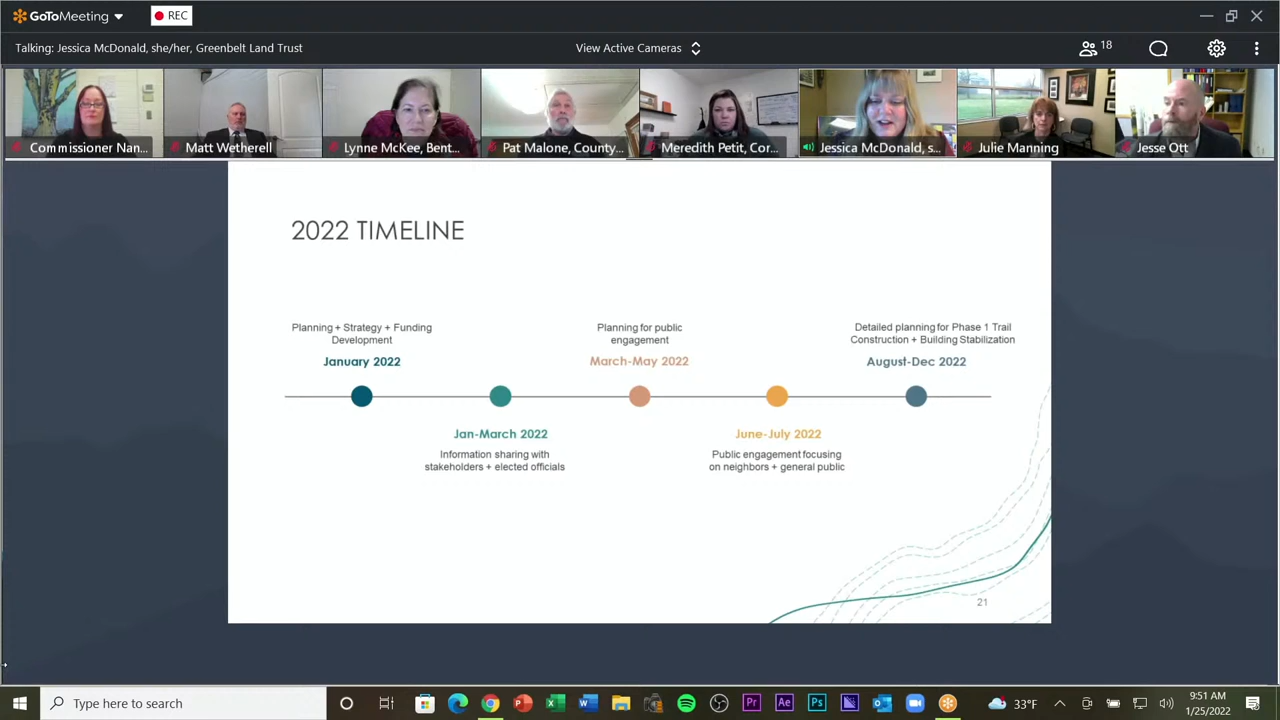 GoToMeeting
REC
Talking: Jessica McDonald, she/her, Greenbelt Land Trust
View Active Cameras
18
Commissioner Nan...
Matt Wetherell
Lynne McKee, Bent...
Pat Malone, County...
Meredith Petit, Cor...
Jessica McDonald, s...
Julie Manning
Jesse Ott
2022 TIMELINE
Planning + Strategy + Funding
Development
January 2022
Jan-March 2022
Information sharing with
stakeholders + elected officials
Planning for public
engagement
March-May 2022
June-July 2022
Public engagement focusing
on neighbors + general public
Detailed planning for Phase 1 Trail
Construction + Building Stabilization
August-Dec 2022
21
Type here to search
Pr
Ae
Ps
33°F
9:51 AM
1/25/2022